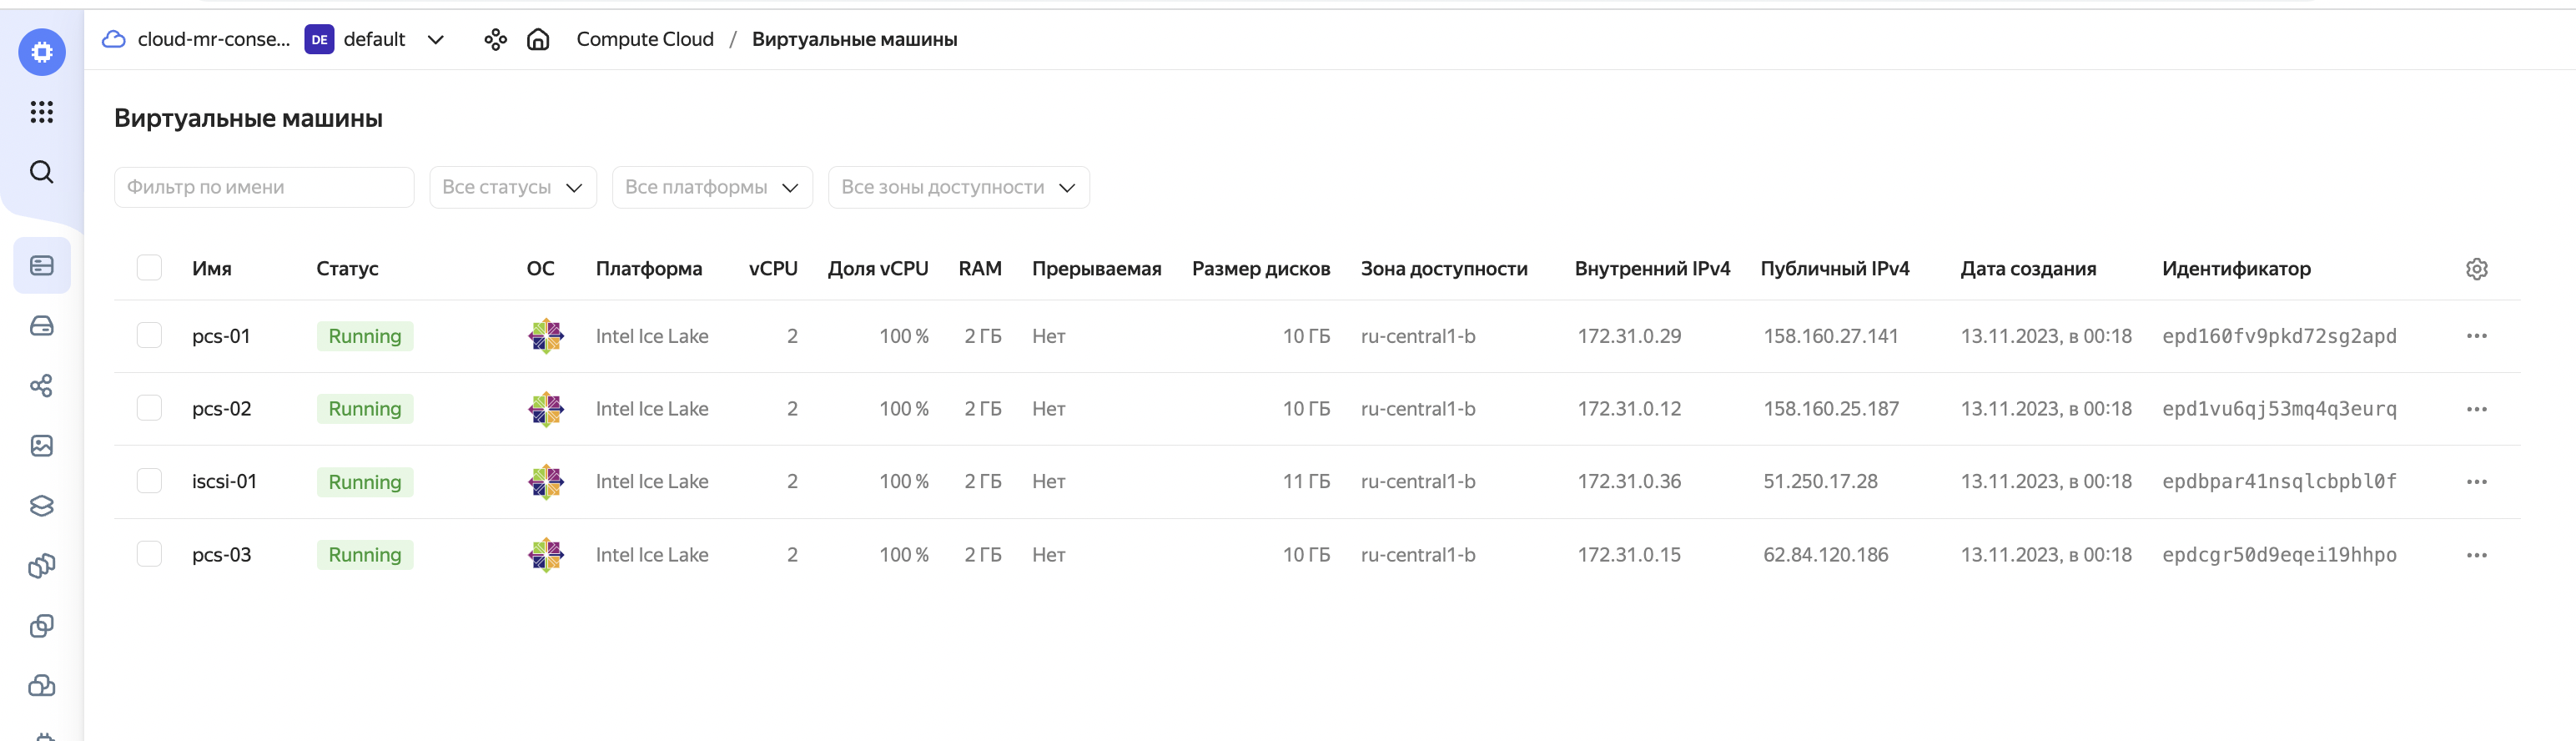 cloud-mr-conse... DE default Compute Cloud / Виртуальные машины
Виртуальные машины
Фильтр по имени Все статусы Все платформы Все зоны доступности
Имя Статус ОС Платформа vCPU Доля vCPU RAM Прерываемая Размер дисков Зона доступности Внутренний IPv4 Публичный IPv4 Дата создания Идентификатор
pcs-01 Running Intel Ice Lake 2 100 % 2 ГБ Нет 10 ГБ ru-central1-b 172.31.0.29 158.160.27.141 13.11.2023, в 00:18 epd160fv9pkd72sg2apd
pcs-02 Running Intel Ice Lake 2 100 % 2 ГБ Нет 10 ГБ ru-central1-b 172.31.0.12 158.160.25.187 13.11.2023, в 00:18 epd1vu6qj53mq4q3eurq
iscsi-01 Running Intel Ice Lake 2 100 % 2 ГБ Нет 11 ГБ ru-central1-b 172.31.0.36 51.250.17.28 13.11.2023, в 00:18 epdbpar41nsqlcbpbl0f
pcs-03 Running Intel Ice Lake 2 100 % 2 ГБ Нет 10 ГБ ru-central1-b 172.31.0.15 62.84.120.186 13.11.2023, в 00:18 epdcgr50d9eqei19hhpo